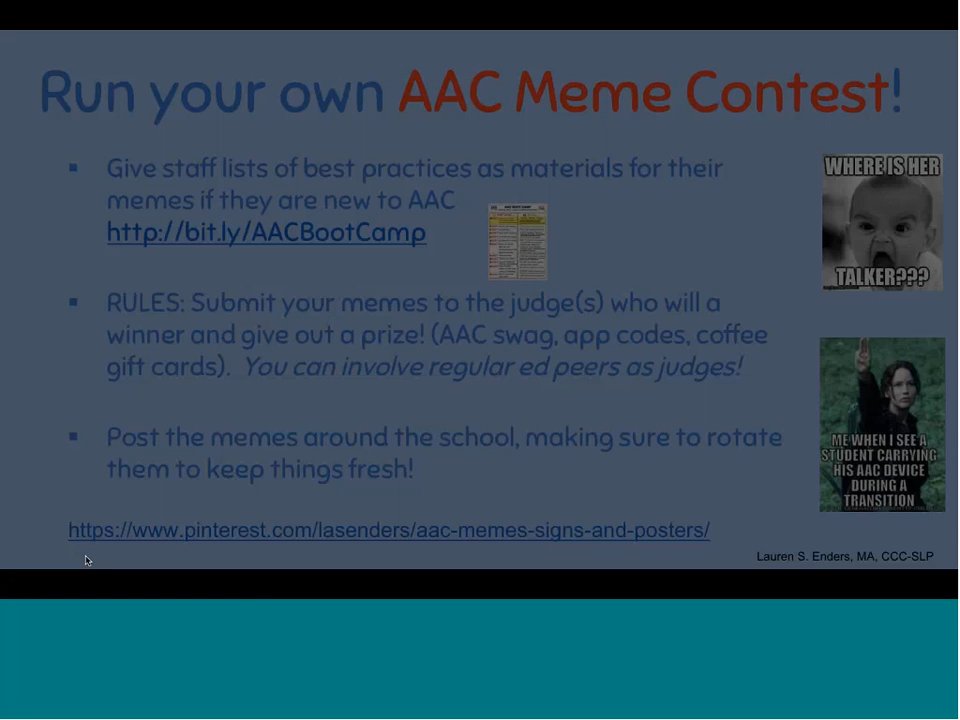 Run your own AAC Meme Contest!
Give staff lists of best practices as materials for their
memes if they are new to AAC
http://bit.ly/AACBootCamp
RULES: Submit your memes to the judge(s) who will a
winner and give out a prize! (AAC swag, app codes, coffee
gift cards). You can involve regular ed peers as judges!
Post the memes around the school, making sure to rotate
them to keep things fresh!
https://www.pinterest.com/lasenders/aac-memes-signs-and-posters/
AAC BOOT CAMP
WHERE IS HER
TALKER???
ME WHEN I SEE A
STUDENT CARRYING
HIS AAC DEVICE
DURING A
TRANSITION
Lauren S. Enders, MA, CCC-SLP